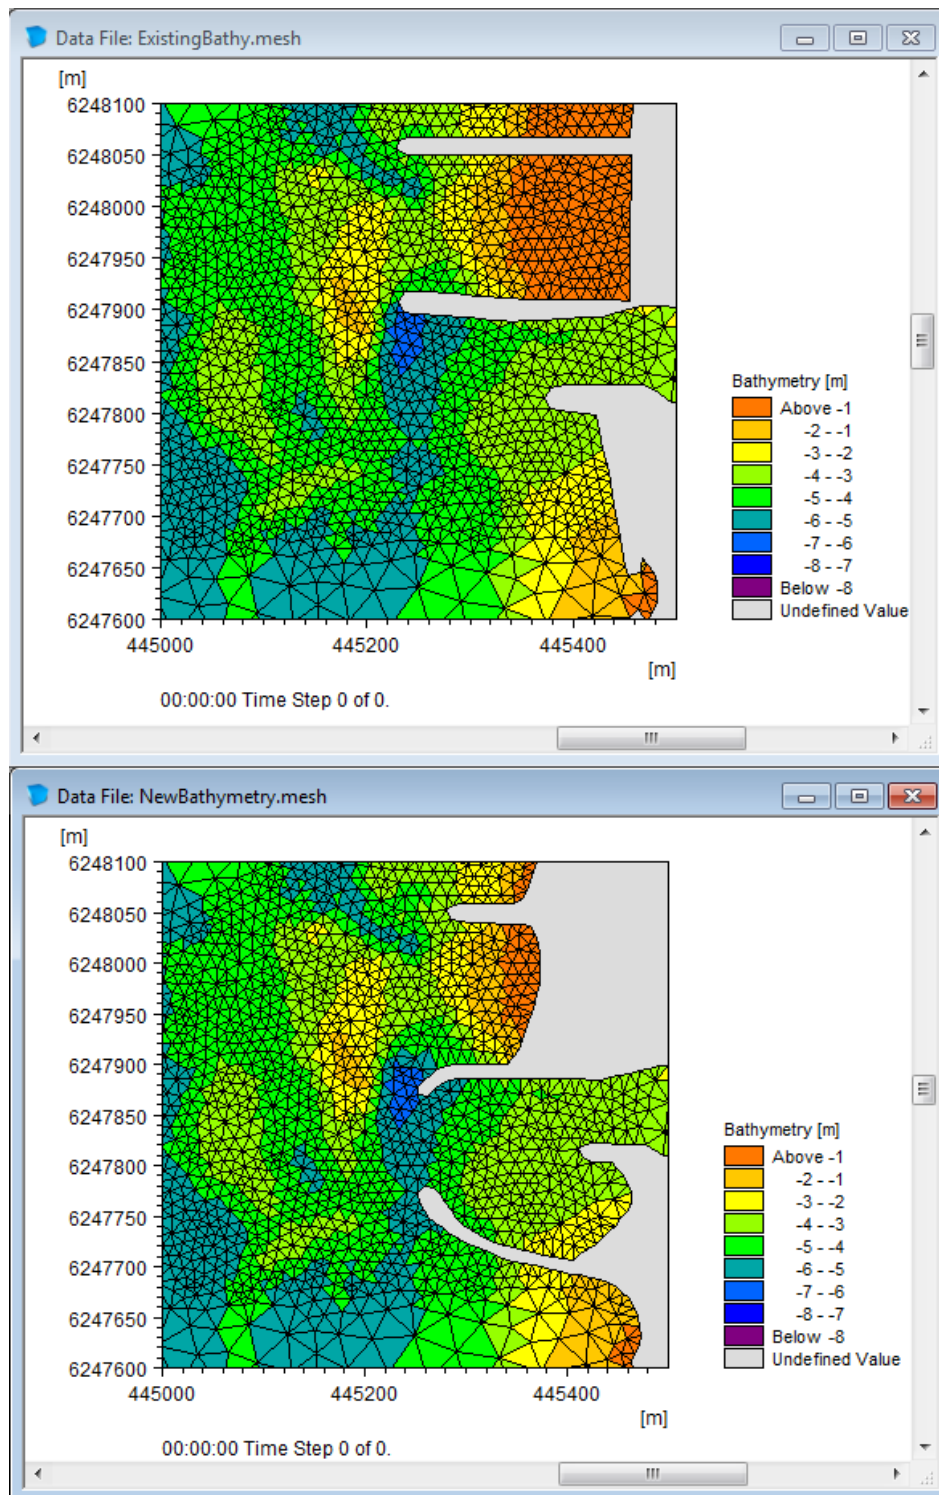 Data File: ExistingBathy.mesh
[m]
6248100
6248050
6248000
6247950
6247900
6247850
6247800
6247750
6247700
6247650
6247600
445000 445200 445400
[m]
Bathymetry [m]
Above -1
-2 - -1
-3 - -2
-4 - -3
-5 - -4
-6 - -5
-7 - -6
-8 - -7
Below -8
Undefined Value
00:00:00 Time Step 0 of 0.
Data File: NewBathymetry.mesh
[m]
6248100
6248050
6248000
6247950
6247900
6247850
6247800
6247750
6247700
6247650
6247600
445000 445200 445400
[m]
Bathymetry [m]
Above -1
-2 - -1
-3 - -2
-4 - -3
-5 - -4
-6 - -5
-7 - -6
-8 - -7
Below -8
Undefined Value
00:00:00 Time Step 0 of 0.